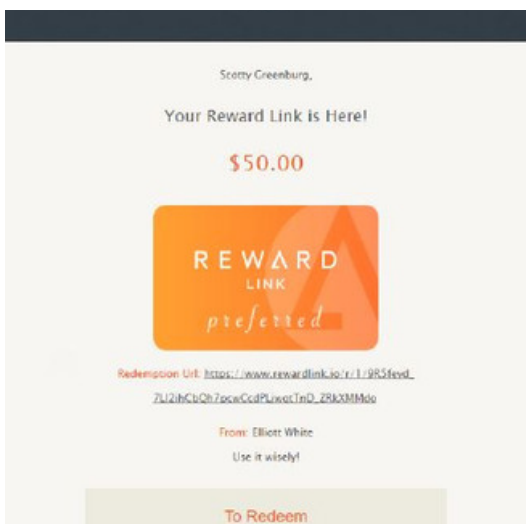 Scotty Greenburg,
Your Reward Link is Here!
$50.00
REWARD
LINK
preferred
Redemption Url: https://www.rewardlink.io/r/1/
From: Elliott White
Use it wisely!
To Redeem